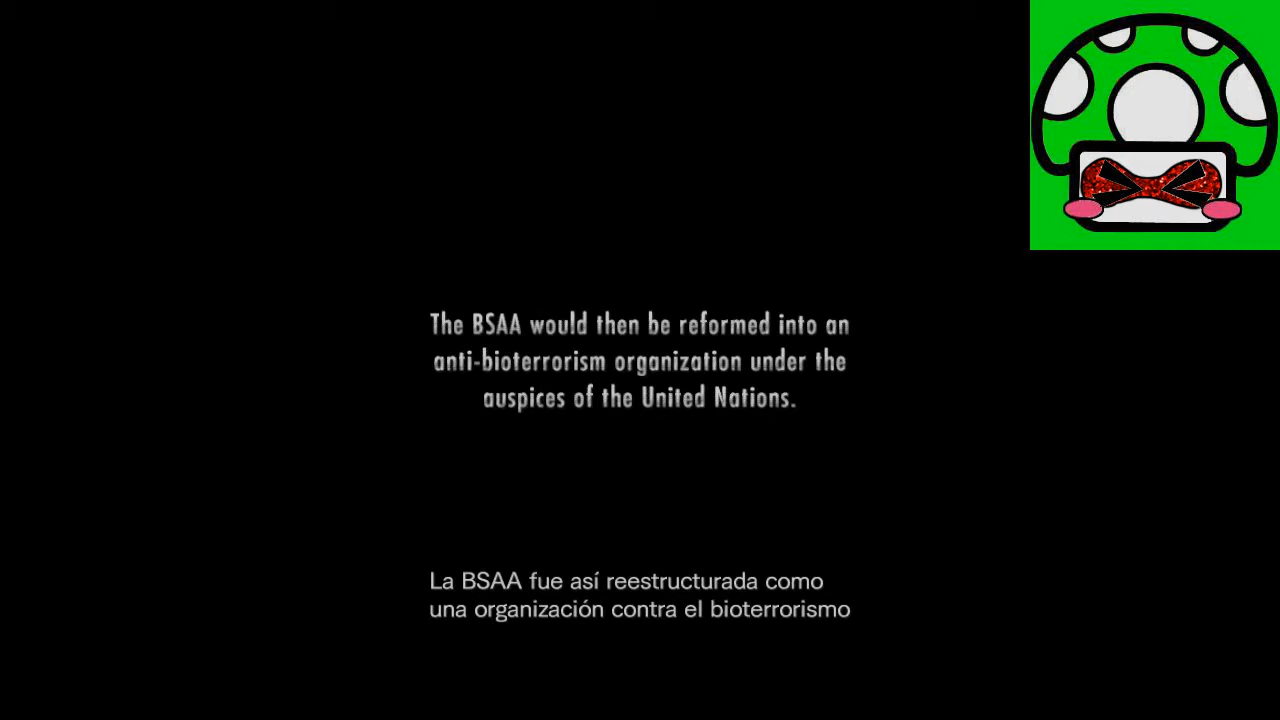 The BSAA would then be reformed into an
anti-bioterrorism organization under the
auspices of the United Nations.
La BSAA fue así reestructurada como
una organización contra el bioterrorismo